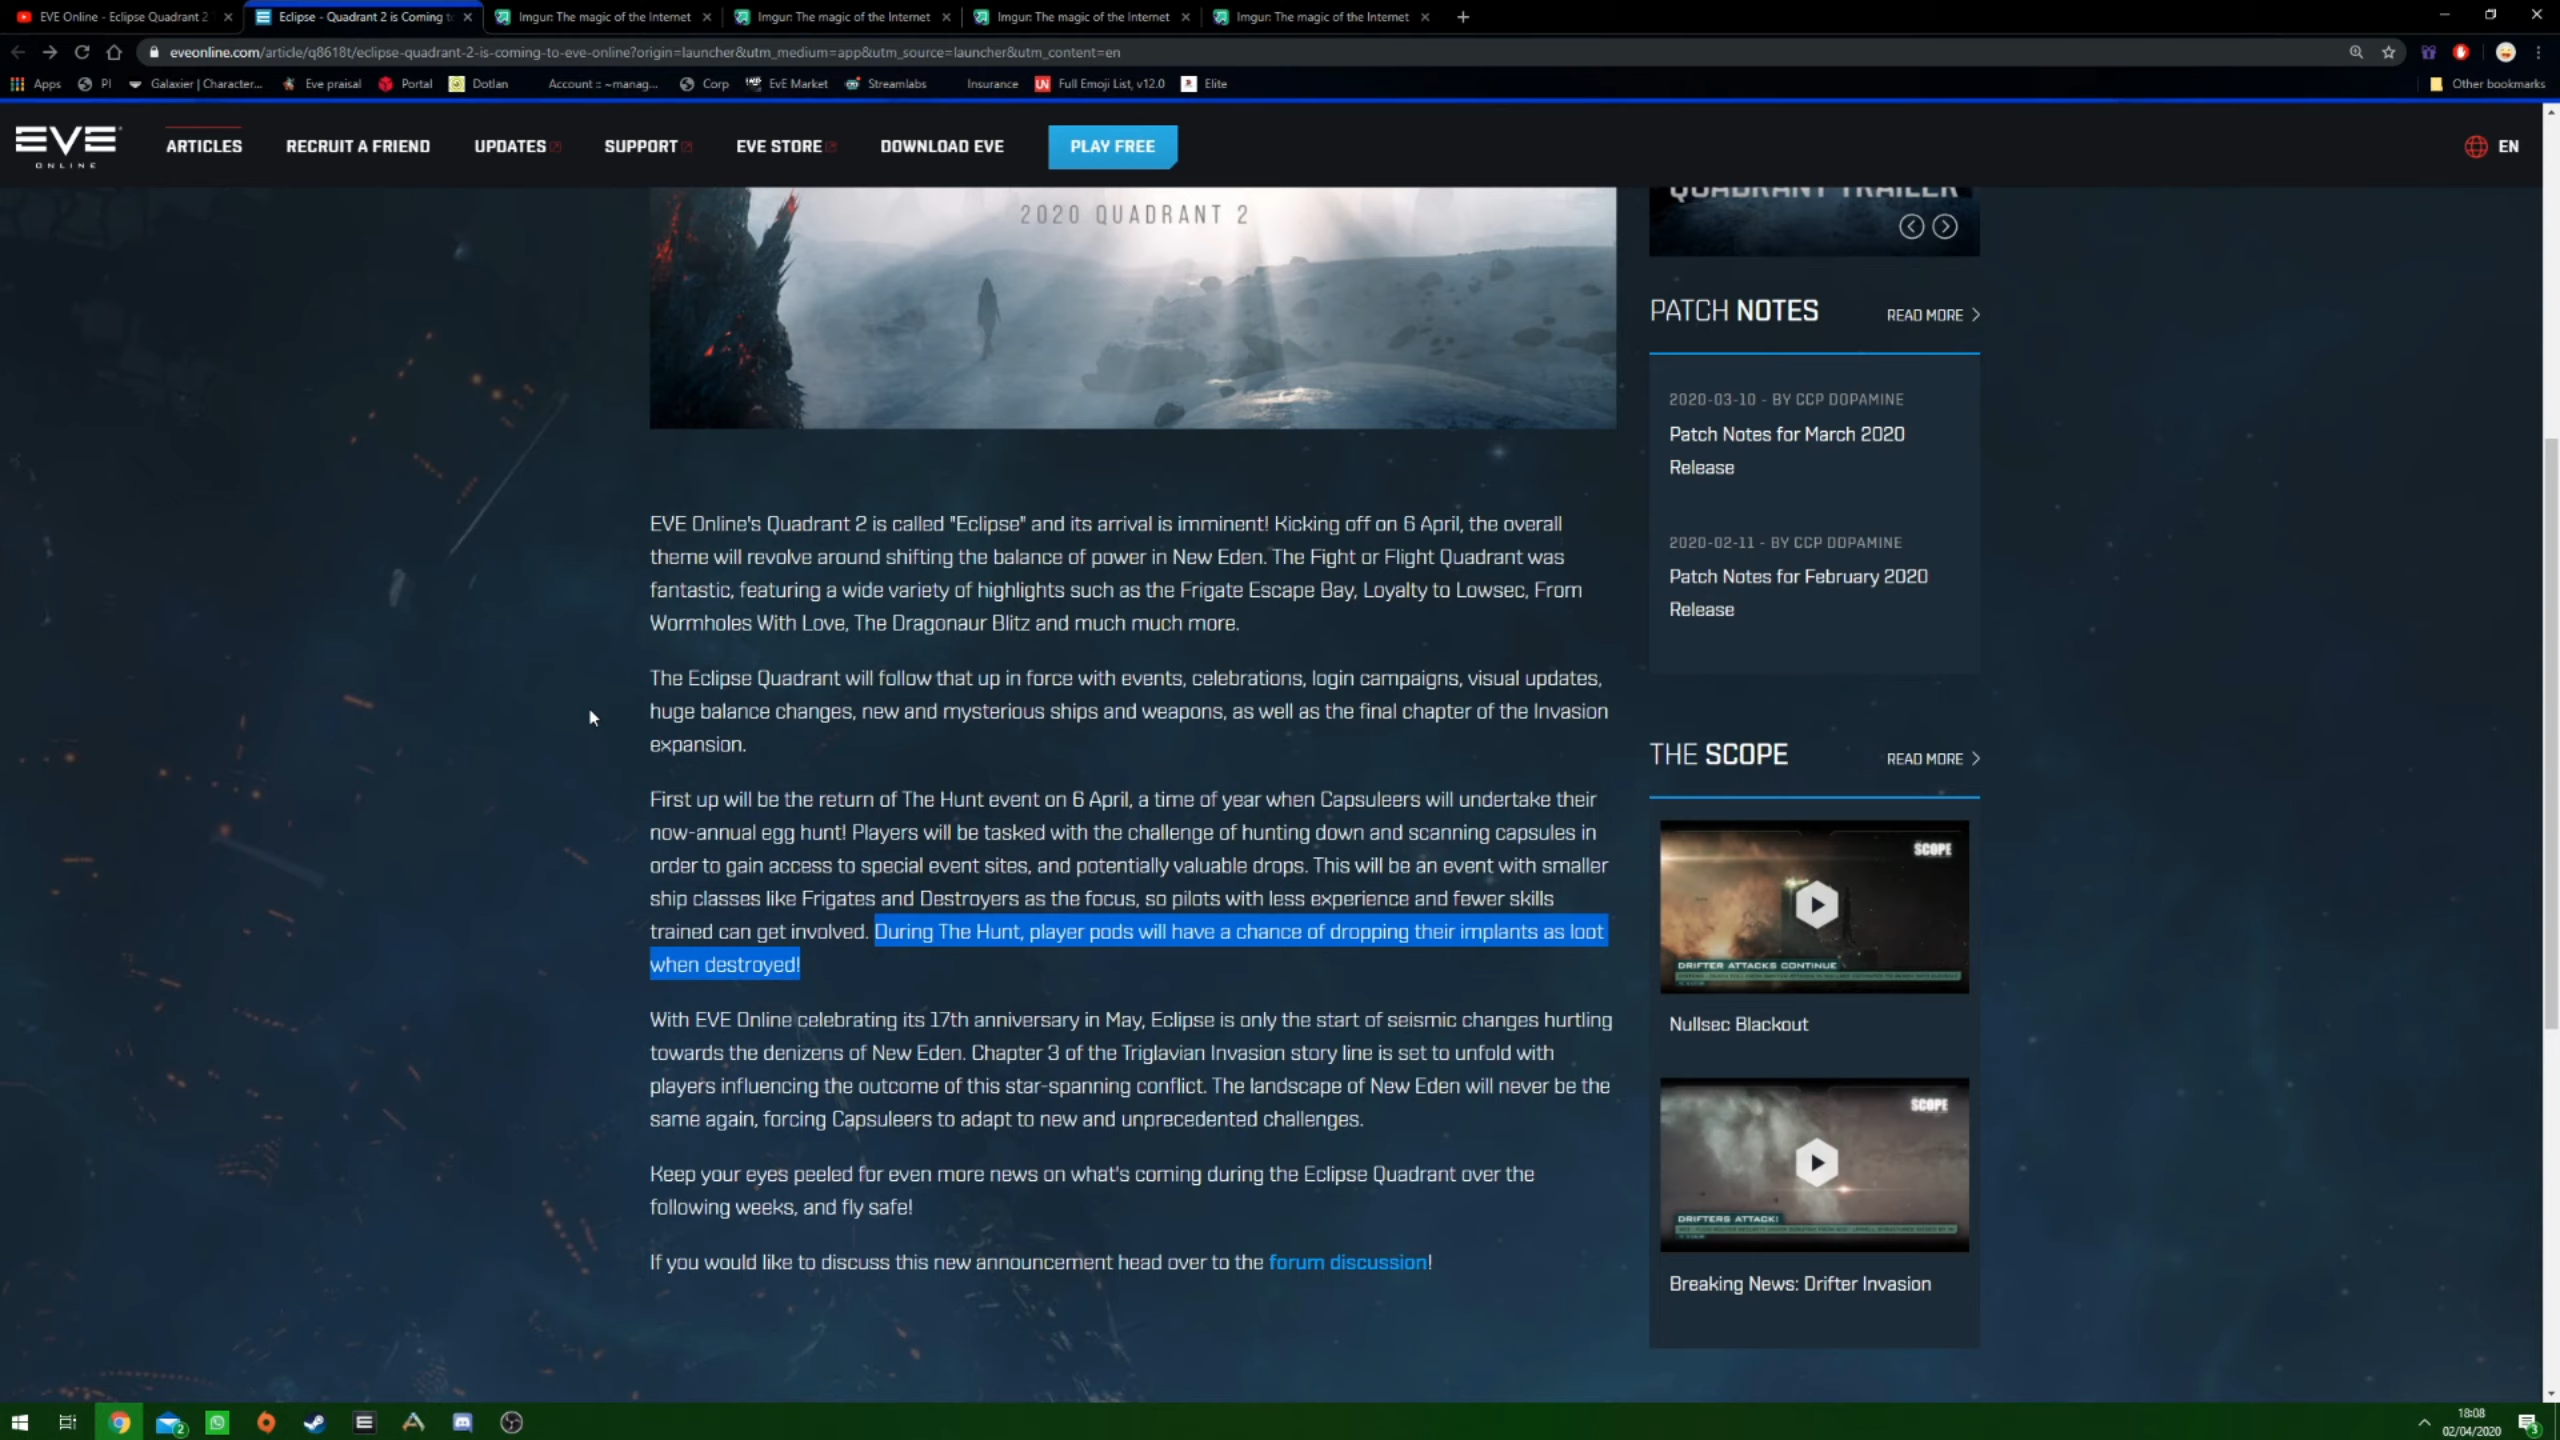 EVE Online - Eclipse Quadrant 2
Eclipse - Quadrant 2 is Coming to
Imgur: The magic of the Internet
Imgur: The magic of the Internet
Imgur: The magic of the Internet
Imgur: The magic of the Internet
eveonline.com/article/q8618t/eclipse-quadrant-2-is-coming-to-eve-online?origin=launcher&utm_medium=app&utm_source=launcher&utm_content=en
Apps PI Galaxier | Character... Eve praisal Portal Dotlan Account :: ~manag... Corp EvE Market Streamlabs Insurance Full Emoji List, v12.0 Elite Other bookmarks
EVE
ONLINE
ARTICLES RECRUIT A FRIEND UPDATES SUPPORT EVE STORE DOWNLOAD EVE PLAY FREE EN
2020 QUADRANT 2
EVE Online's Quadrant 2 is called "Eclipse" and its arrival is imminent! Kicking off on 6 April, the overall
theme will revolve around shifting the balance of power in New Eden. The Fight or Flight Quadrant was
fantastic, featuring a wide variety of highlights such as the Frigate Escape Bay, Loyalty to Lowsec, From
Wormholes With Love, The Dragonaur Blitz and much much more.
The Eclipse Quadrant will follow that up in force with events, celebrations, login campaigns, visual updates,
huge balance changes, new and mysterious ships and weapons, as well as the final chapter of the Invasion
expansion.
First up will be the return of The Hunt event on 6 April, a time of year when Capsuleers will undertake their
now-annual egg hunt! Players will be tasked with the challenge of hunting down and scanning capsules in
order to gain access to special event sites, and potentially valuable drops. This will be an event with smaller
ship classes like Frigates and Destroyers as the focus, so pilots with less experience and fewer skills
trained can get involved. During The Hunt, player pods will have a chance of dropping their implants as loot
when destroyed!
With EVE Online celebrating its 17th anniversary in May, Eclipse is only the start of seismic changes hurtling
towards the denizens of New Eden. Chapter 3 of the Triglavian Invasion story line is set to unfold with
players influencing the outcome of this star-spanning conflict. The landscape of New Eden will never be the
same again, forcing Capsuleers to adapt to new and unprecedented challenges.
Keep your eyes peeled for even more news on what's coming during the Eclipse Quadrant over the
following weeks, and fly safe!
If you would like to discuss this new announcement head over to the forum discussion!
QUADRANT TRAILER
PATCH NOTES READ MORE
2020-03-10 - BY CCP DOPAMINE
Patch Notes for March 2020
Release
2020-02-11 - BY CCP DOPAMINE
Patch Notes for February 2020
Release
THE SCOPE READ MORE
SCOPE
DRIFTER ATTACKS CONTINUE
Nullsec Blackout
SCOPE
DRIFTERS ATTACK!
Breaking News: Drifter Invasion
2
18:08
02/04/2020
3